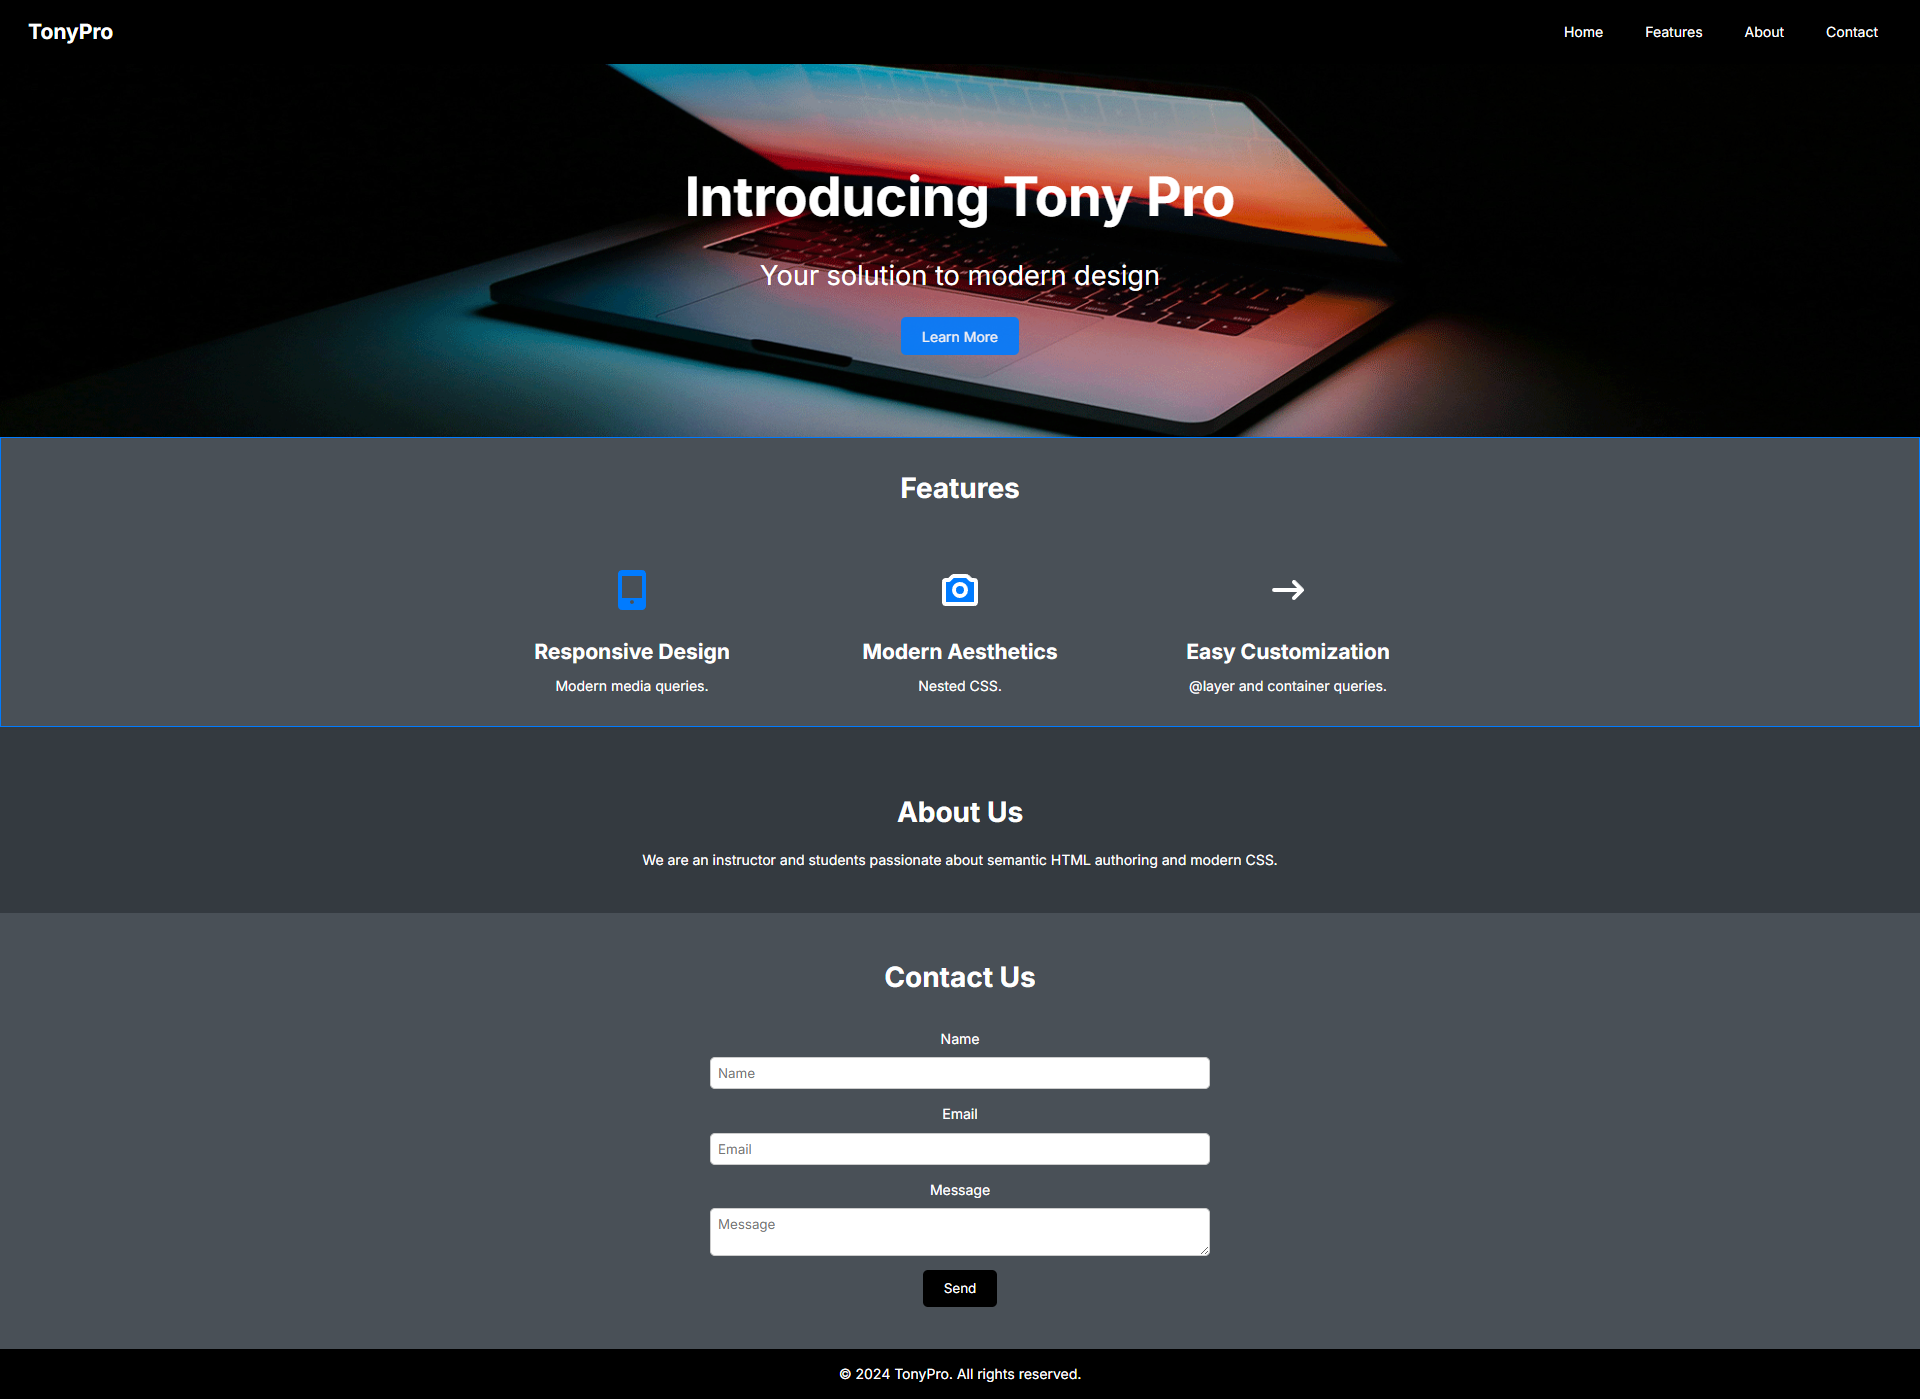 TonyPro
Home Features About Contact
Introducing Tony Pro
Your solution to modern design
Learn More
Features
Responsive Design
Modern media queries.
Modern Aesthetics
Nested CSS.
Easy Customization
@layer and container queries.
About Us
We are an instructor and students passionate about semantic HTML authoring and modern CSS.
Contact Us
Name
Name
Email
Email
Message
Message
Send
© 2024 TonyPro. All rights reserved.